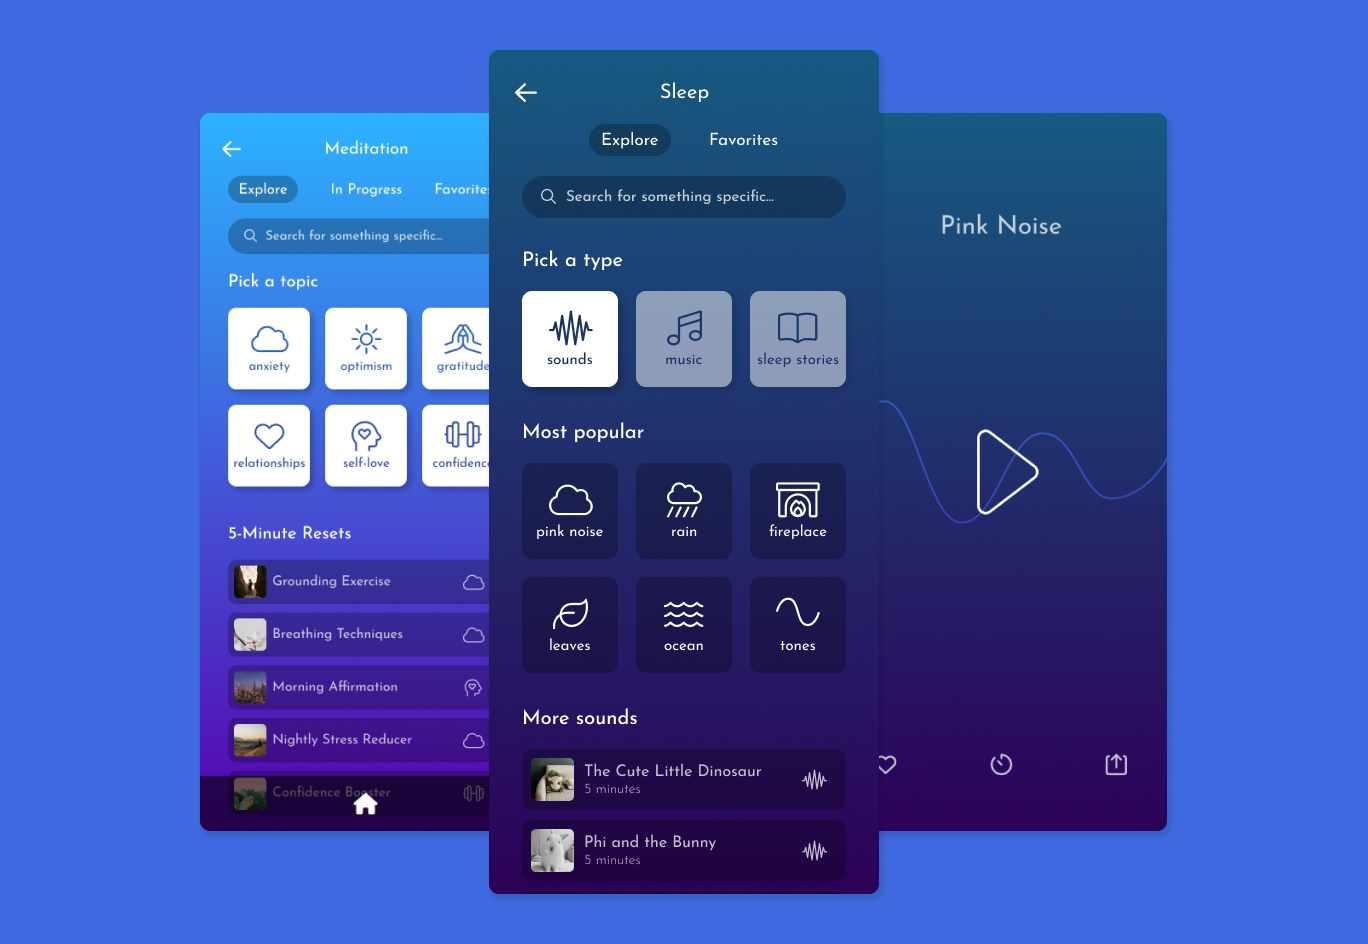 Meditation
Explore
In Progress
Favorites
Search for something specific...
Pick a topic
anxiety
optimism
gratitude
relationships
self-love
confidence
5-Minute Resets
Grounding Exercise
Breathing Techniques
Morning Affirmation
Nightly Stress Reducer
Confidence Booster
Sleep
Explore
Favorites
Search for something specific...
Pick a type
sounds
music
sleep stories
Most popular
pink noise
rain
fireplace
leaves
ocean
tones
More sounds
The Cute Little Dinosaur
5 minutes
Phi and the Bunny
5 minutes
Pink Noise